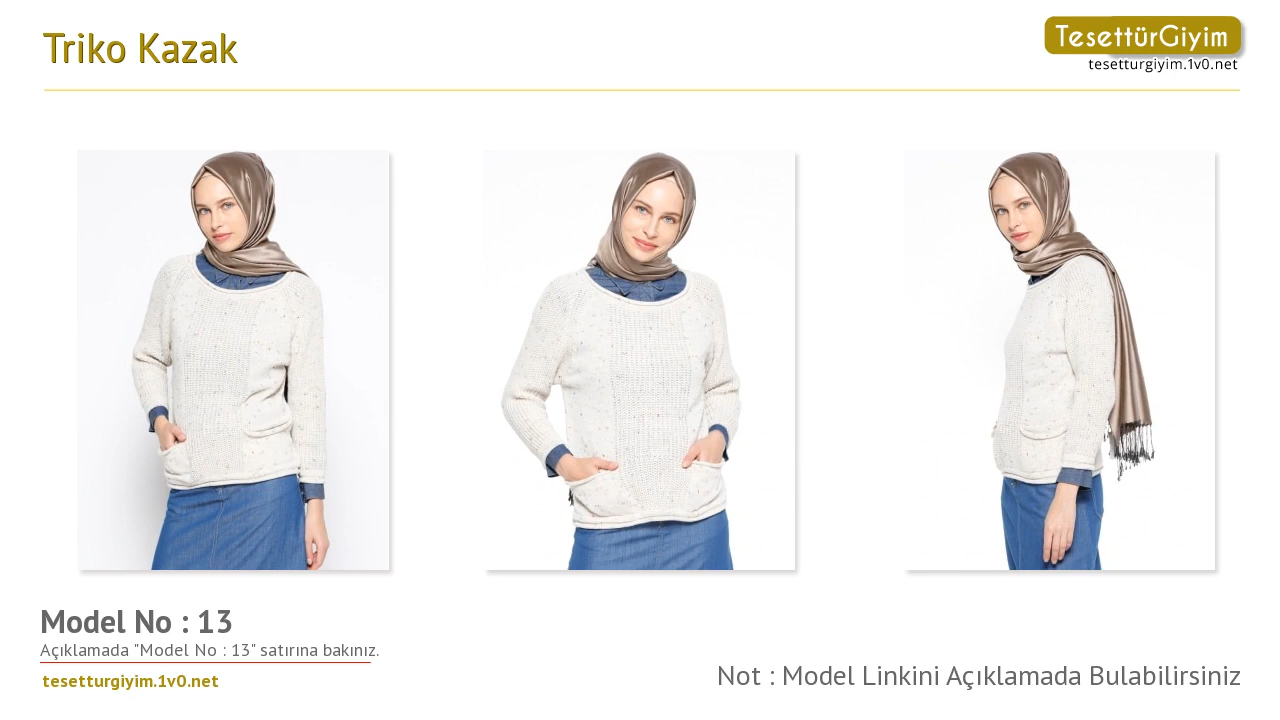 Triko Kazak
TesettürGiyim
tesetturgiyim.1v0.net
Model No : 13
Açıklamada "Model No : 13" satırına bakınız.
tesetturgiyim.1v0.net
Not : Model Linkini Açıklamada Bulabilirsiniz